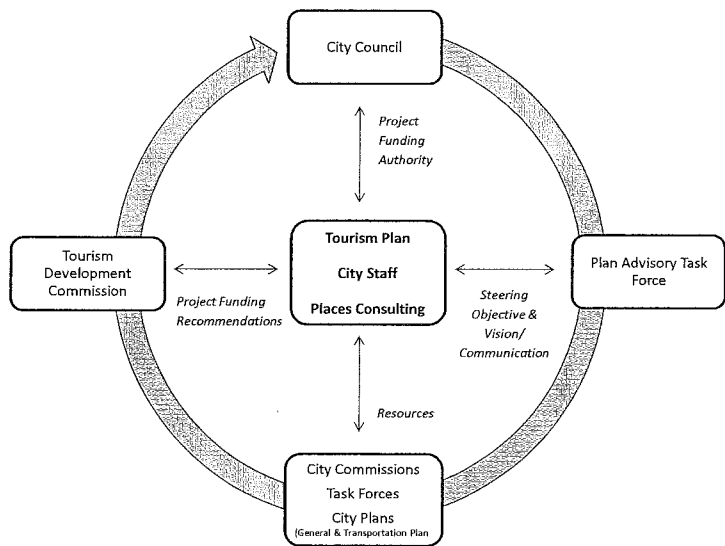 City Council
Project
Funding
Authority
Tourism
Development
Commission
Project Funding
Recommendations
Tourism Plan
City Staff
Places Consulting
Steering
Objective &
Vision/
Communication
Plan Advisory Task
Force
Resources
City Commissions
Task Forces
City Plans
(General & Transportation Plan